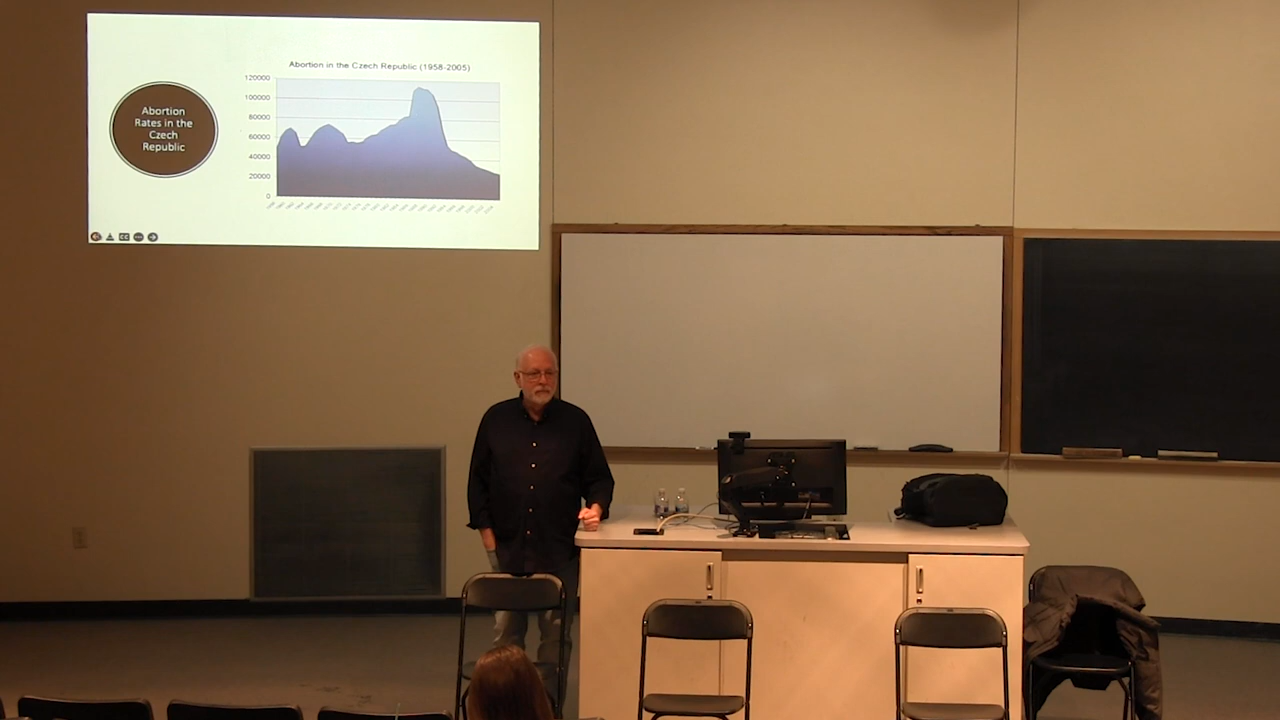 Abortion
Rates in the
Czech
Republic
Abortion in the Czech Republic (1958-2005)
120000
100000
80000
60000
40000
20000
0
CC